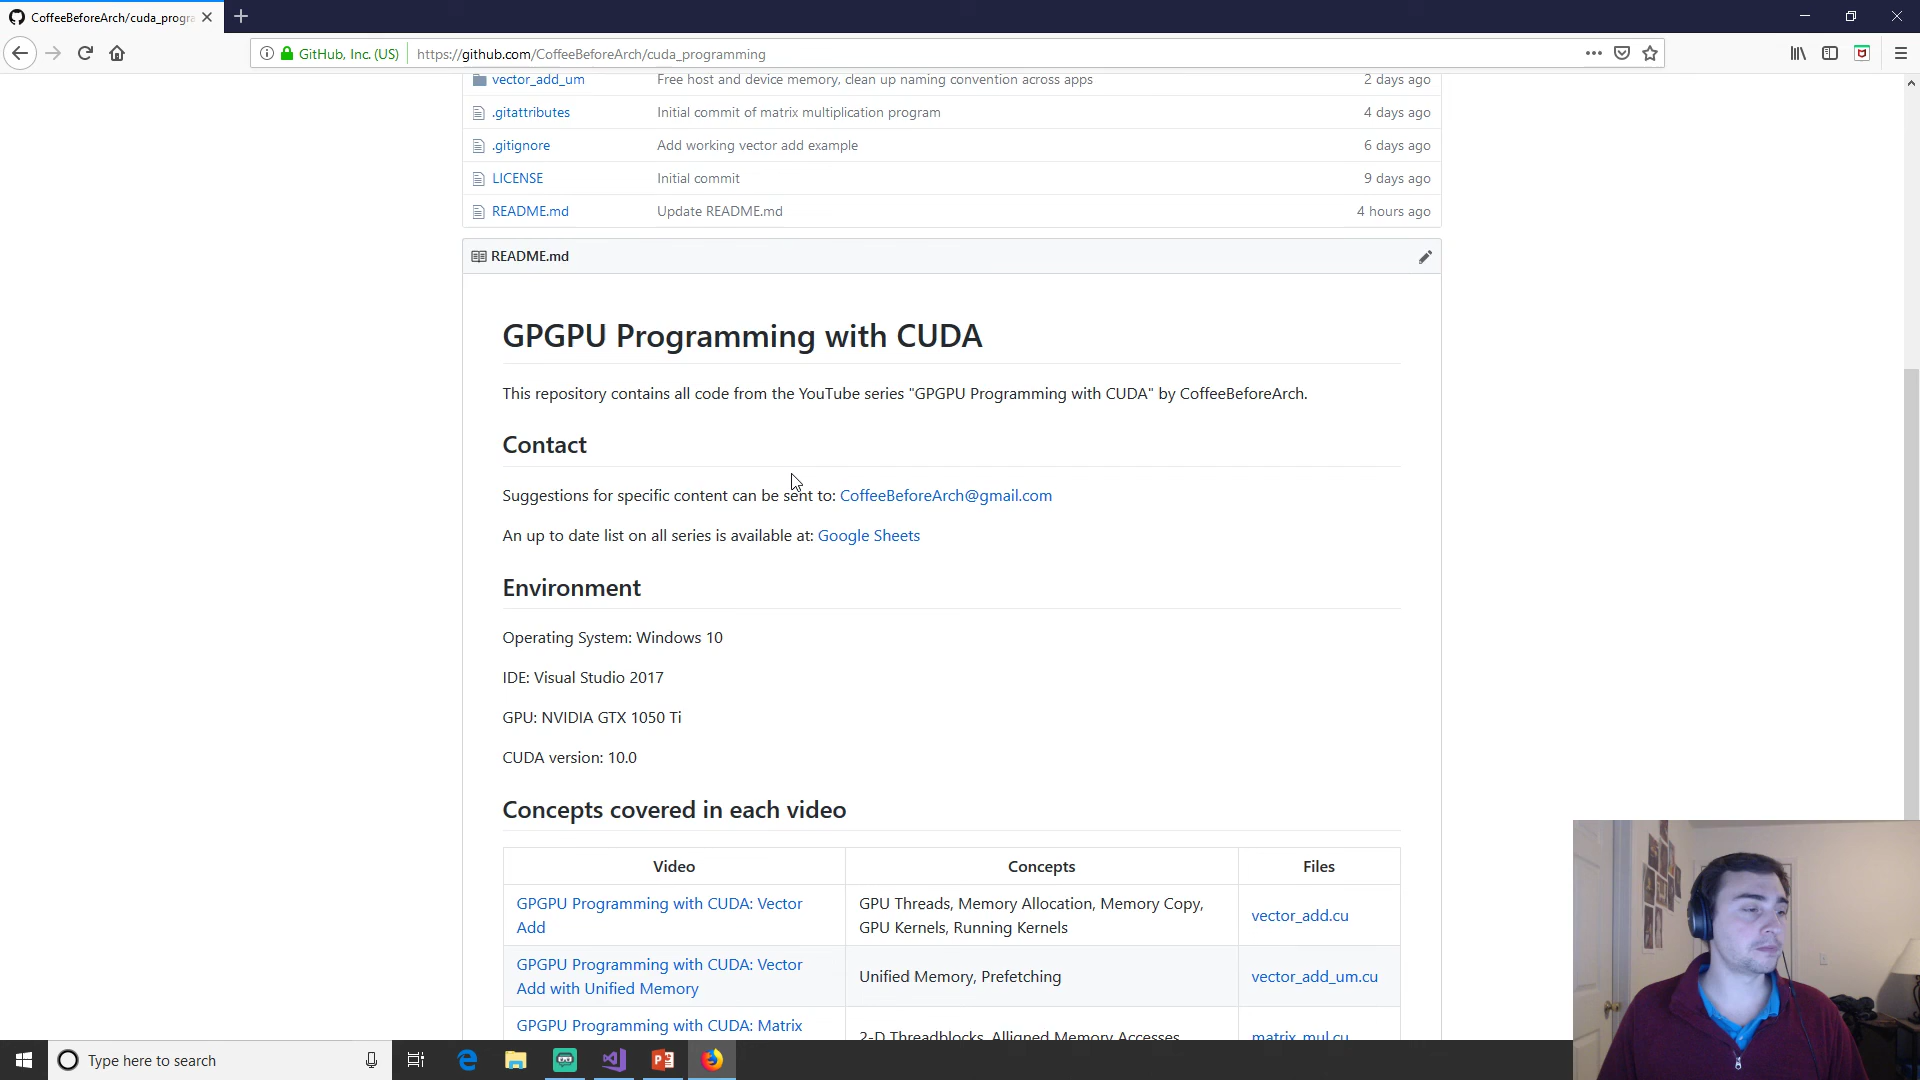 CoffeeBeforeArch/cuda_progra
GitHub, Inc. (US)
https://github.com/CoffeeBeforeArch/cuda_programming
vector_add_um Free host and device memory, clean up naming convention across apps 2 days ago
.gitattributes Initial commit of matrix multiplication program 4 days ago
.gitignore Add working vector add example 6 days ago
LICENSE Initial commit 9 days ago
README.md Update README.md 4 hours ago
README.md
GPGPU Programming with CUDA
This repository contains all code from the YouTube series "GPGPU Programming with CUDA" by CoffeeBeforeArch.
Contact
Suggestions for specific content can be sent to: CoffeeBeforeArch@gmail.com
An up to date list on all series is available at: Google Sheets
Environment
Operating System: Windows 10
IDE: Visual Studio 2017
GPU: NVIDIA GTX 1050 Ti
CUDA version: 10.0
Concepts covered in each video
Video Concepts Files
GPGPU Programming with CUDA: Vector
Add
GPU Threads, Memory Allocation, Memory Copy,
GPU Kernels, Running Kernels
vector_add.cu
GPGPU Programming with CUDA: Vector
Add with Unified Memory
Unified Memory, Prefetching
vector_add_um.cu
GPGPU Programming with CUDA: Matrix
2-D Threadblocks, Alligned Memory Accesses
matrix_mul.cu
Type here to search